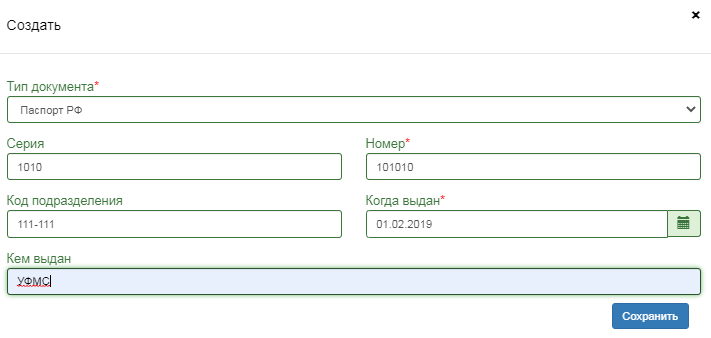 Создать
×
Тип документа*
Паспорт РФ
Серия Номер*
1010 101010
Код подразделения Когда выдан*
111-111 01.02.2019
Кем выдан
УФМС
Сохранить